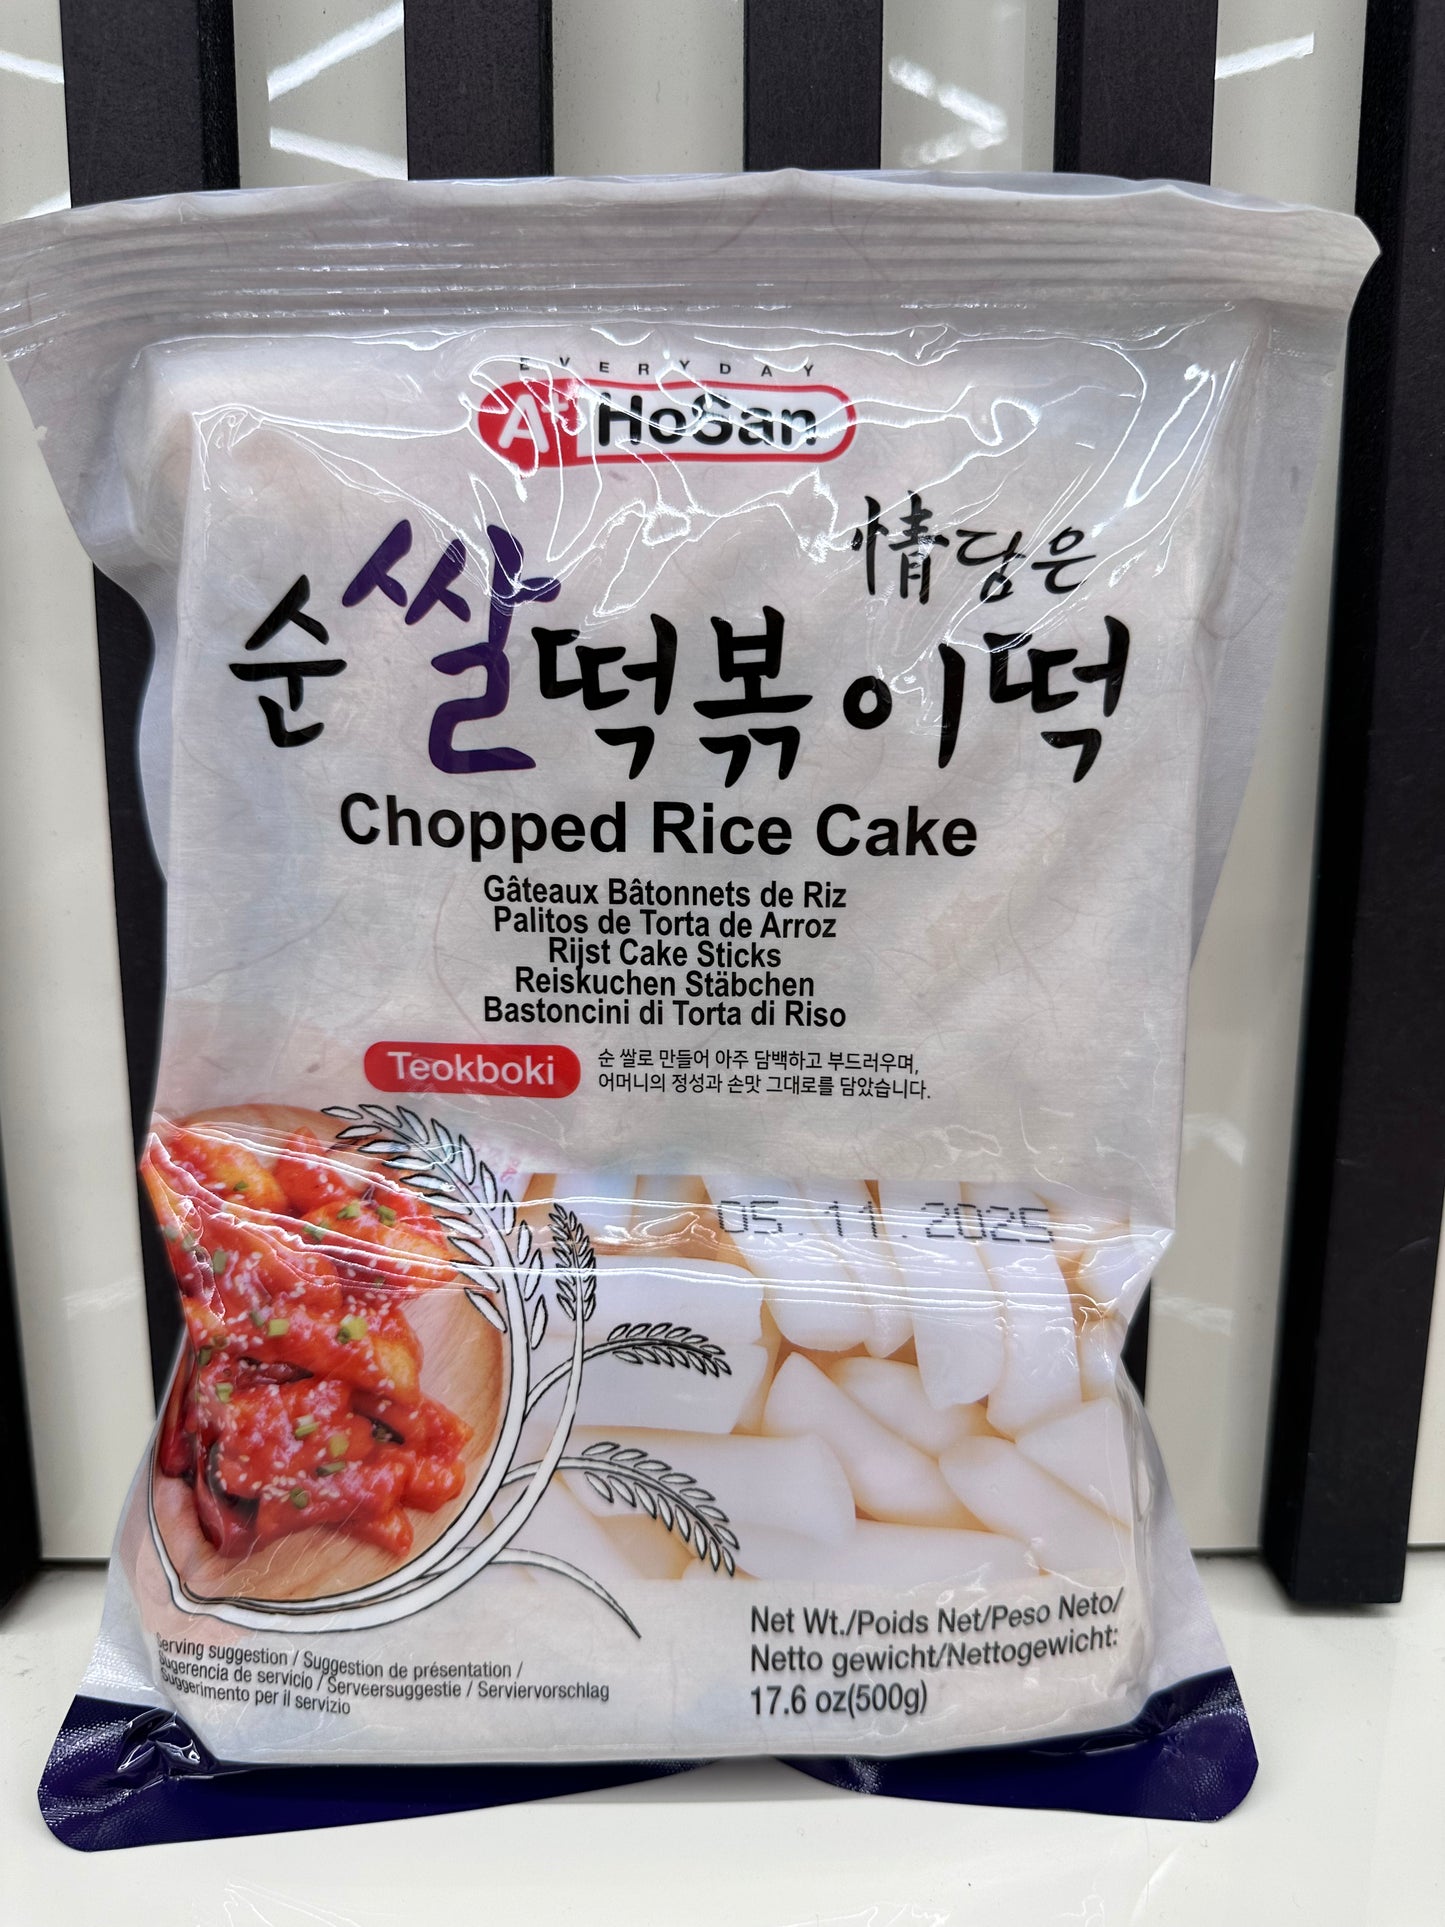 EVERYDAY
A+ HoSan
情담은
순쌀떡볶이떡
Chopped Rice Cake
Gâteaux Bâtonnets de Riz
Palitos de Torta de Arroz
Rijst Cake Sticks
Reiskuchen Stäbchen
Bastoncini di Torta di Riso
Teokboki
순 쌀로 만들어 아주 담백하고 부드러우며,
어머니의 정성과 손맛 그대로를 담았습니다.
05.11.2025
Serving suggestion / Suggestion de présentation /
Sugerencia de servicio / Serveersuggestie / Serviervorschlag
Suggerimento per il servizio
Net Wt./Poids Net/Peso Neto/
Netto gewicht/Nettogewicht:
17.6 oz(500g)